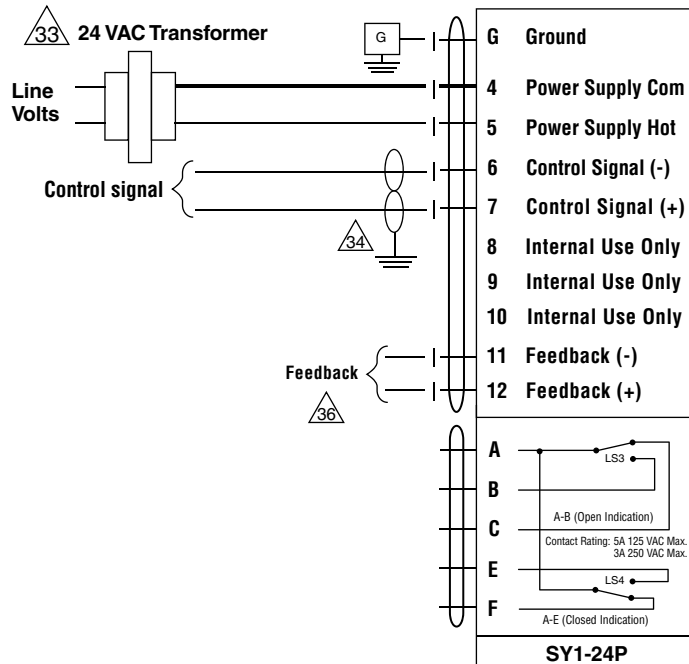 33 24 VAC Transformer
Line
Volts
G
G Ground
4 Power Supply Com
5 Power Supply Hot
Control signal
6 Control Signal (-)
7 Control Signal (+)
34
8 Internal Use Only
9 Internal Use Only
10 Internal Use Only
Feedback
36
11 Feedback (-)
12 Feedback (+)
A
LS3
B
A-B (Open Indication)
C
Contact Rating: 5A 125 VAC Max.
3A 250 VAC Max.
E
LS4
F
A-E (Closed Indication)
SY1-24P